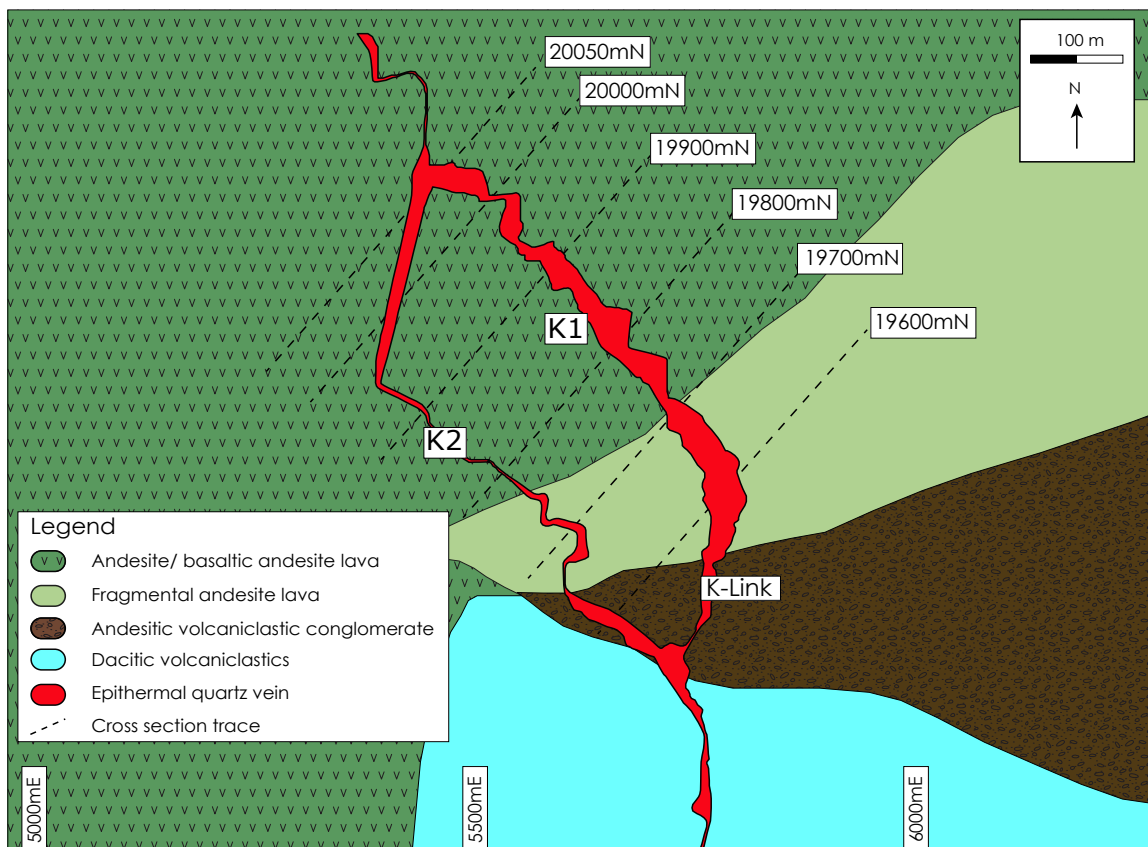 100 m
N
20050mN
20000mN
19900mN
19800mN
19700mN
19600mN
K1
K2
K-Link
Legend
Andesite/ basaltic andesite lava
Fragmental andesite lava
Andesitic volcaniclastic conglomerate
Dacitic volcaniclastics
Epithermal quartz vein
Cross section trace
5000mE
5500mE
6000mE